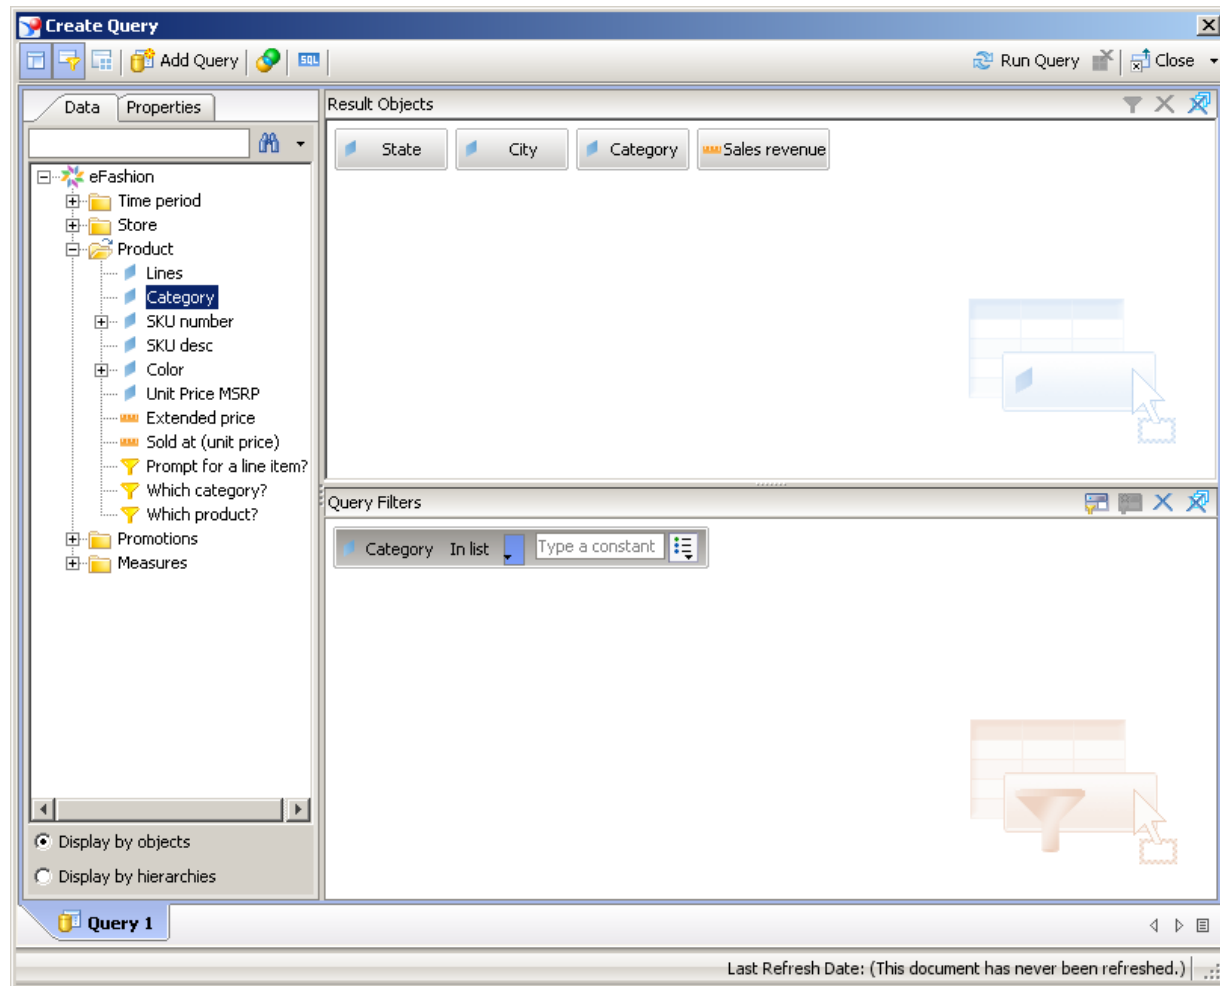 Create Query
Add Query SQL Run Query Close
Data Properties
Result Objects
State City Category Sales revenue
eFashion
Time period
Store
Product
Lines
Category
SKU number
SKU desc
Color
Unit Price MSRP
Extended price
Sold at (unit price)
Prompt for a line item?
Which category?
Which product?
Promotions
Measures
Query Filters
Category In list Type a constant
Display by objects
Display by hierarchies
Query 1
Last Refresh Date: (This document has never been refreshed.)